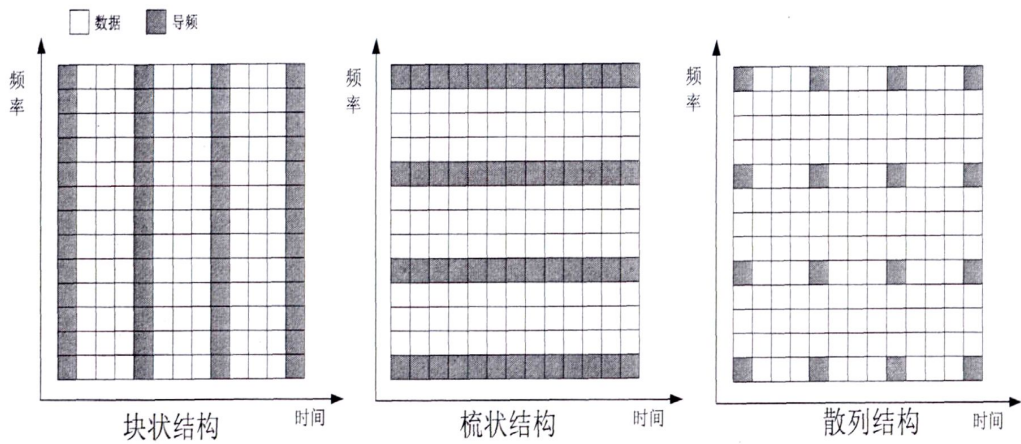 数据 导频
频率
频率
频率
块状结构 时间
梳状结构 时间
散列结构 时间